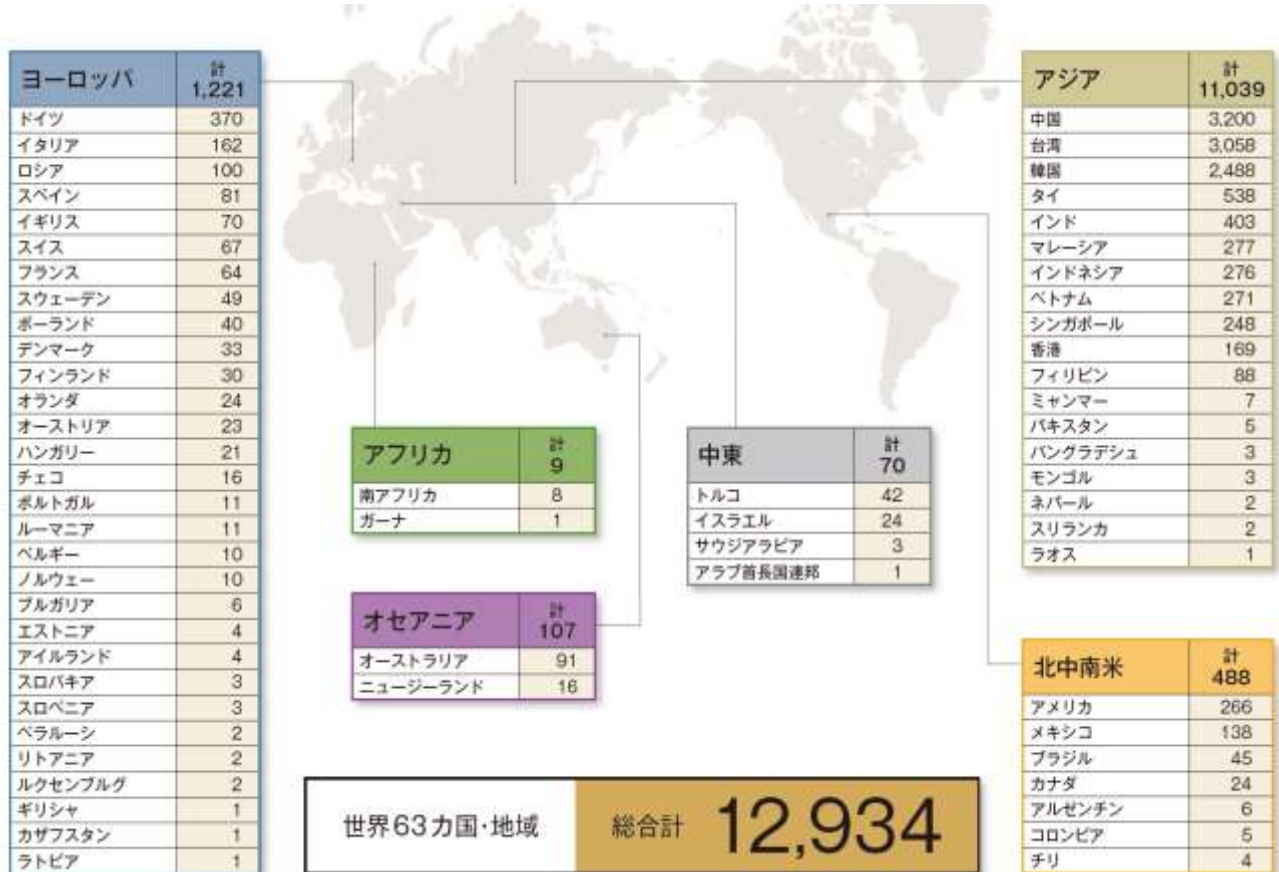 ヨーロッパ 計 1,221
ドイツ 370
イタリア 162
ロシア 100
スペイン 81
イギリス 70
スイス 67
フランス 64
スウェーデン 49
ポーランド 40
デンマーク 33
フィンランド 30
オランダ 24
オーストリア 23
ハンガリー 21
チェコ 16
ポルトガル 11
ルーマニア 11
ベルギー 10
ノルウェー 10
ブルガリア 6
エストニア 4
アイルランド 4
スロバキア 3
スロベニア 3
ベラルーシ 2
リトアニア 2
ルクセンブルグ 2
ギリシャ 1
カザフスタン 1
ラトビア 1
アフリカ 計 9
南アフリカ 8
ガーナ 1
オセアニア 計 107
オーストラリア 91
ニュージーランド 16
中東 計 70
トルコ 42
イスラエル 24
サウジアラビア 3
アラブ首長国連邦 1
アジア 計 11,039
中国 3,200
台湾 3,058
韓国 2,488
タイ 538
インド 403
マレーシア 277
インドネシア 276
ベトナム 271
シンガポール 248
香港 169
フィリピン 88
ミャンマー 7
パキスタン 5
バングラデシュ 3
モンゴル 3
ネパール 2
スリランカ 2
ラオス 1
北中南米 計 488
アメリカ 266
メキシコ 138
ブラジル 45
カナダ 24
アルゼンチン 6
コロンビア 5
チリ 4
世界63カ国・地域 総合計 12,934